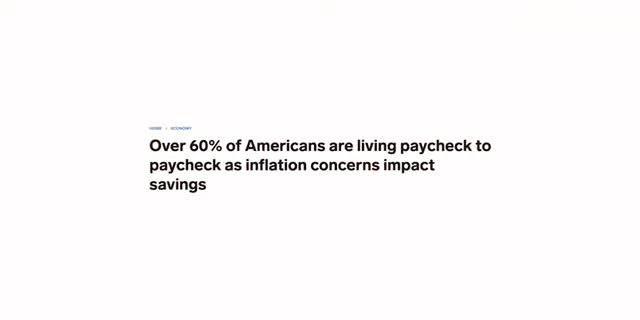 HOME > ECONOMY
Over 60% of Americans are living paycheck to
paycheck as inflation concerns impact
savings